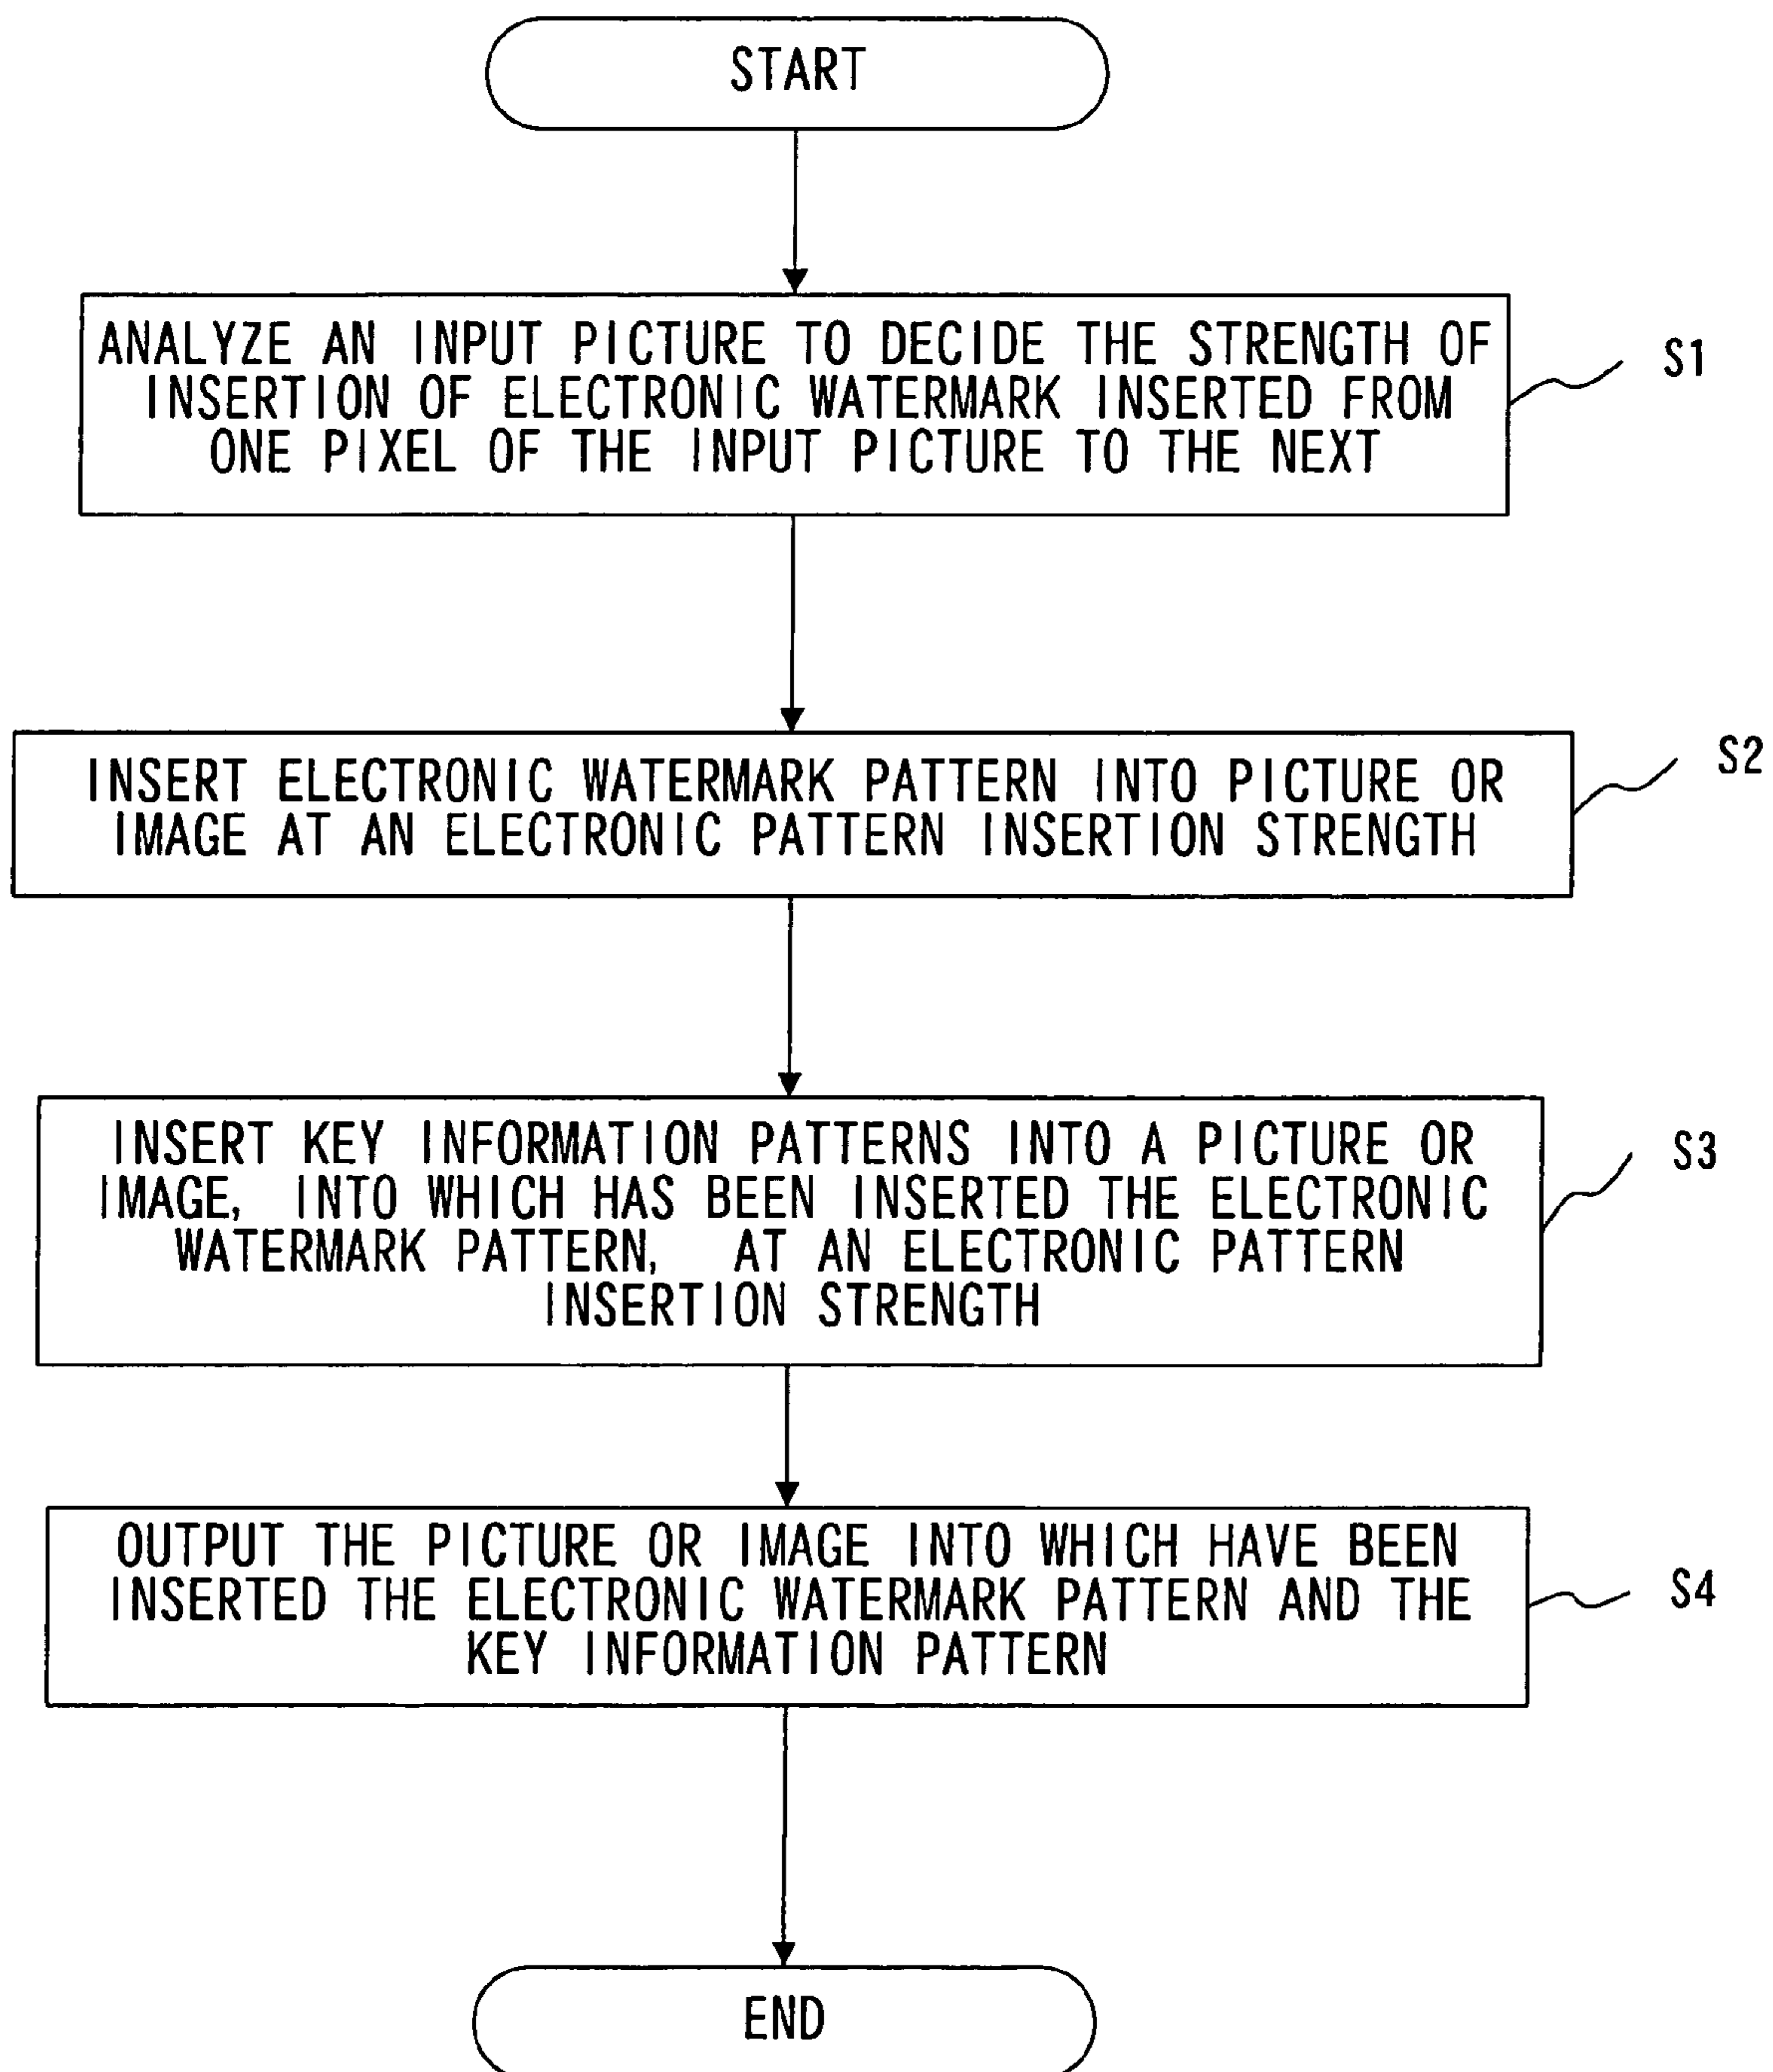 START
ANALYZE AN INPUT PICTURE TO DECIDE THE STRENGTH OF
INSERTION OF ELECTRONIC WATERMARK INSERTED FROM
ONE PIXEL OF THE INPUT PICTURE TO THE NEXT
S1
INSERT ELECTRONIC WATERMARK PATTERN INTO PICTURE OR
IMAGE AT AN ELECTRONIC PATTERN INSERTION STRENGTH
S2
INSERT KEY INFORMATION PATTERNS INTO A PICTURE OR
IMAGE, INTO WHICH HAS BEEN INSERTED THE ELECTRONIC
WATERMARK PATTERN, AT AN ELECTRONIC PATTERN
INSERTION STRENGTH
S3
OUTPUT THE PICTURE OR IMAGE INTO WHICH HAVE BEEN
INSERTED THE ELECTRONIC WATERMARK PATTERN AND THE
KEY INFORMATION PATTERN
S4
END